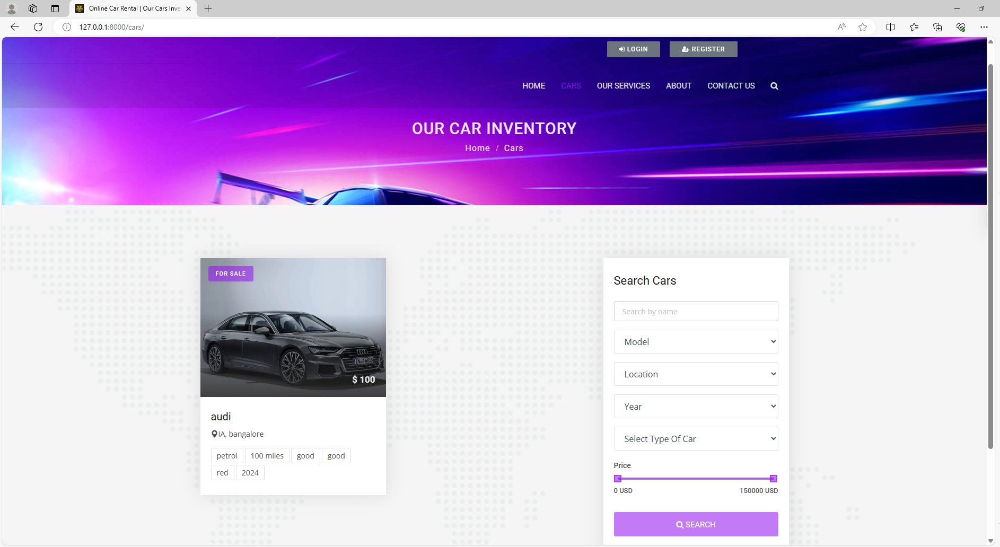 Online Car Rental | Our Cars Inve
127.0.0.1:8000/cars/
LOGIN
REGISTER
HOME
CARS
OUR SERVICES
ABOUT
CONTACT US
OUR CAR INVENTORY
Home / Cars
FOR SALE
IN·A 6815
$ 100
audi
IA, bangalore
petrol
100 miles
good
good
red
2024
Search Cars
Search by name
Model
Location
Year
Select Type Of Car
Price
0 USD
150000 USD
SEARCH